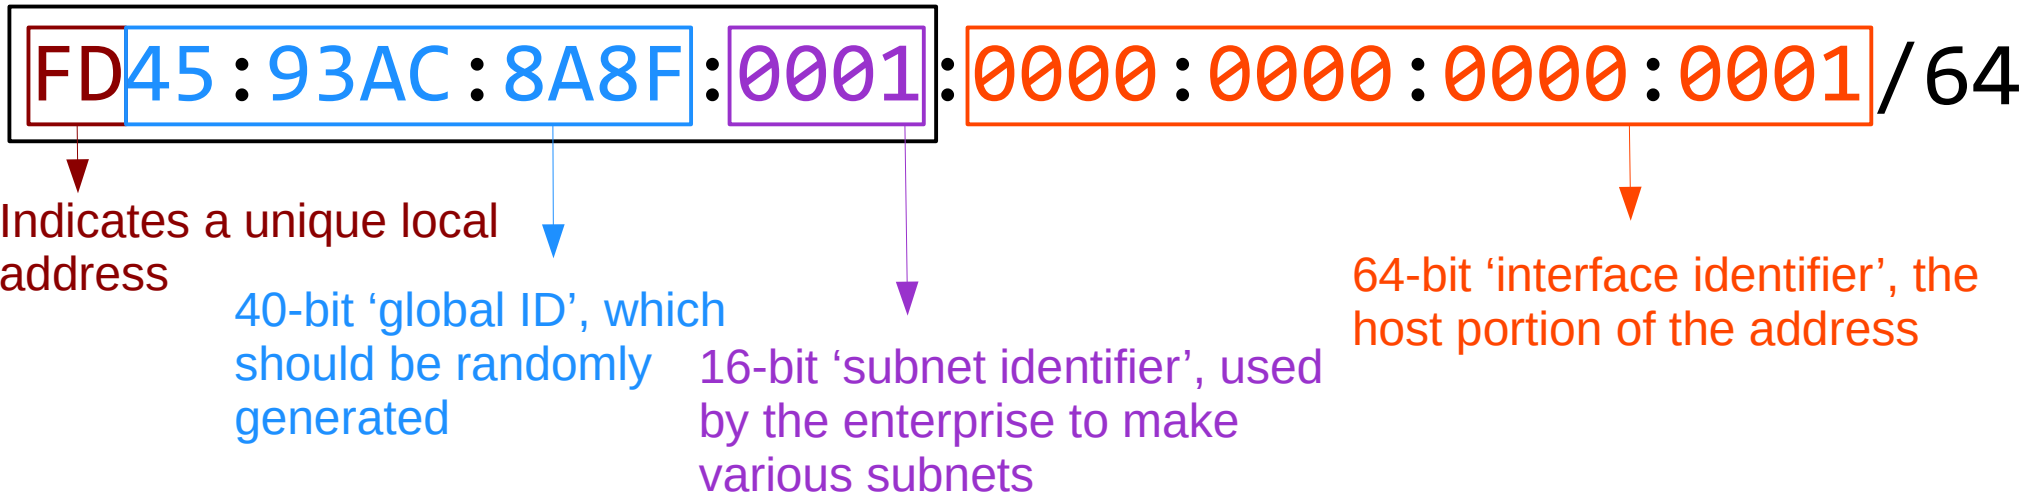 FD45:93AC:8A8F:0001:0000:0000:0000:0001/64
Indicates a unique local
address
40-bit ‘global ID’, which
should be randomly
generated
16-bit ‘subnet identifier’, used
by the enterprise to make
various subnets
64-bit ‘interface identifier’, the
host portion of the address